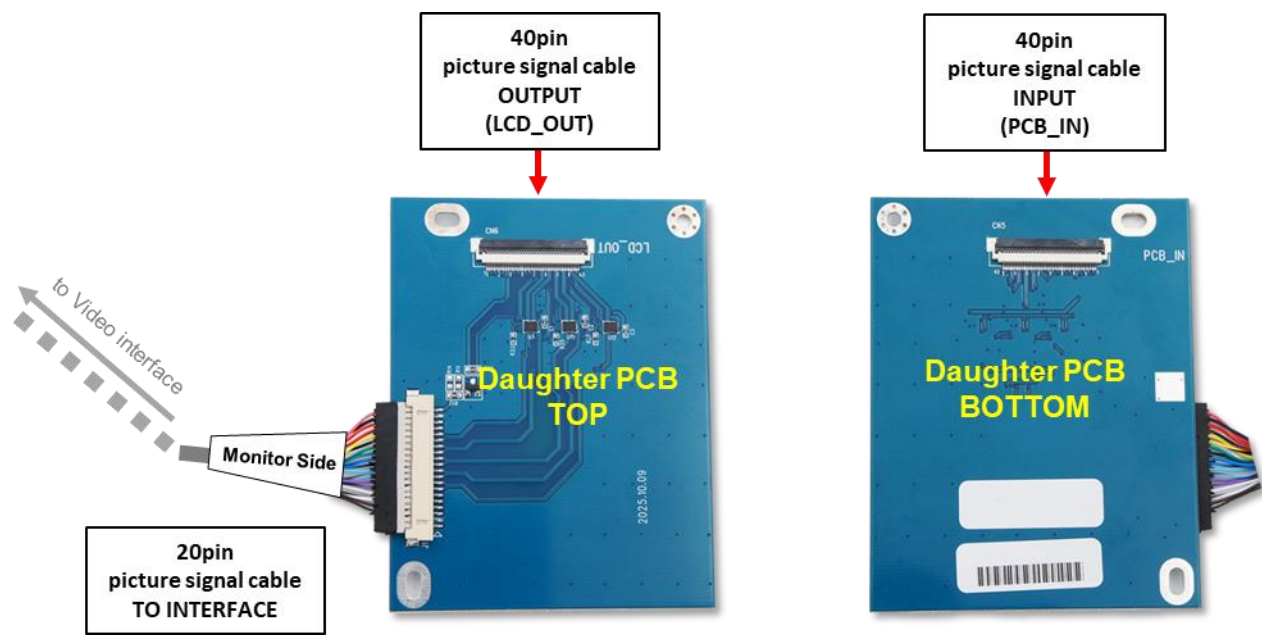 40pin
picture signal cable
OUTPUT
(LCD_OUT)
40pin
picture signal cable
INPUT
(PCB_IN)
CN6
LCD_OUT
CN5
PCB_IN
to Video interface
Daughter PCB
TOP
Daughter PCB
BOTTOM
Monitor Side
2025.10.09
20pin
picture signal cable
TO INTERFACE